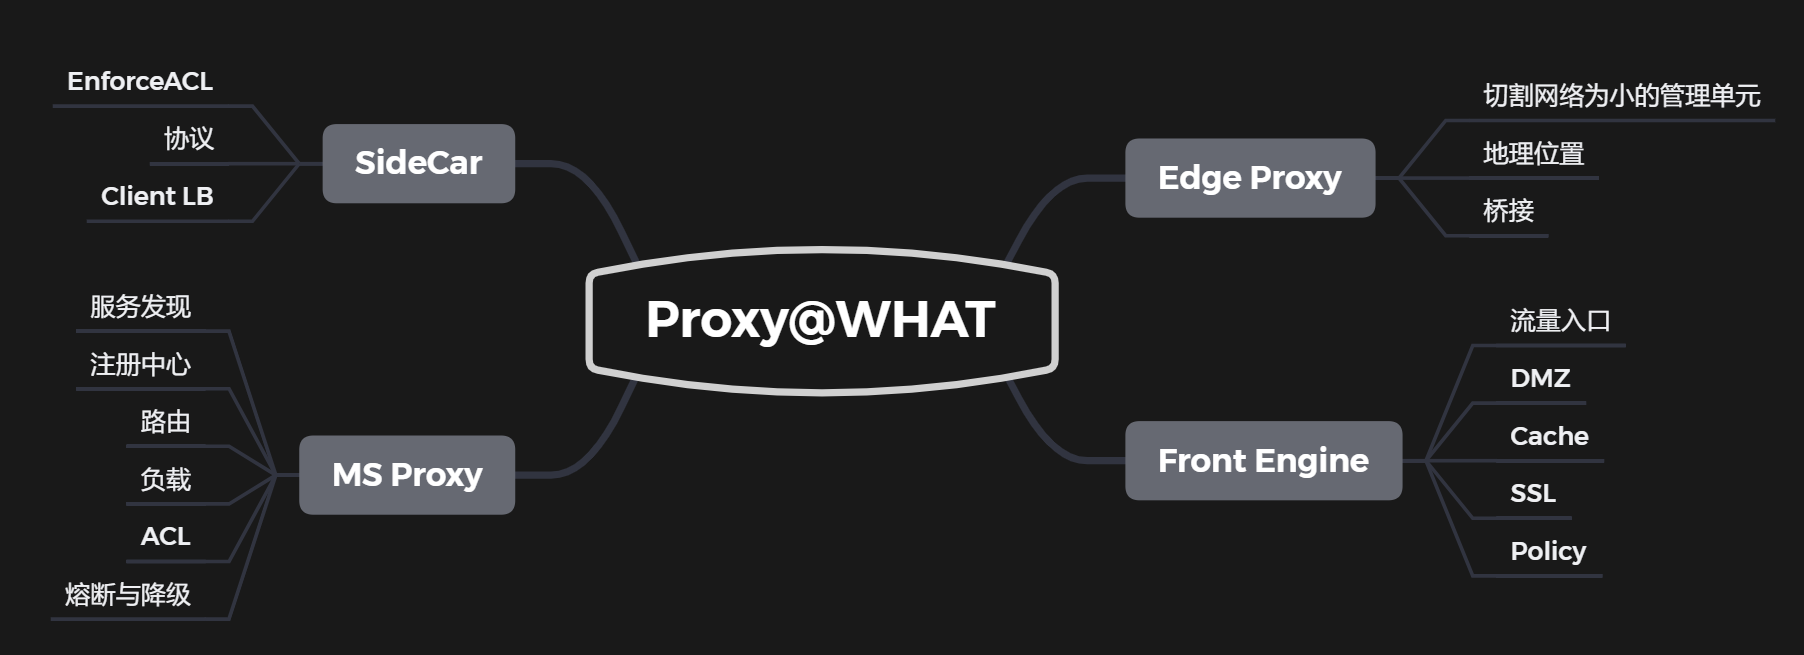 Proxy@WHAT
Edge Proxy
切割网络为小的管理单元
地理位置
桥接
Front Engine
流量入口
DMZ
Cache
SSL
Policy
SideCar
EnforceACL
协议
Client LB
MS Proxy
服务发现
注册中心
路由
负载
ACL
熔断与降级